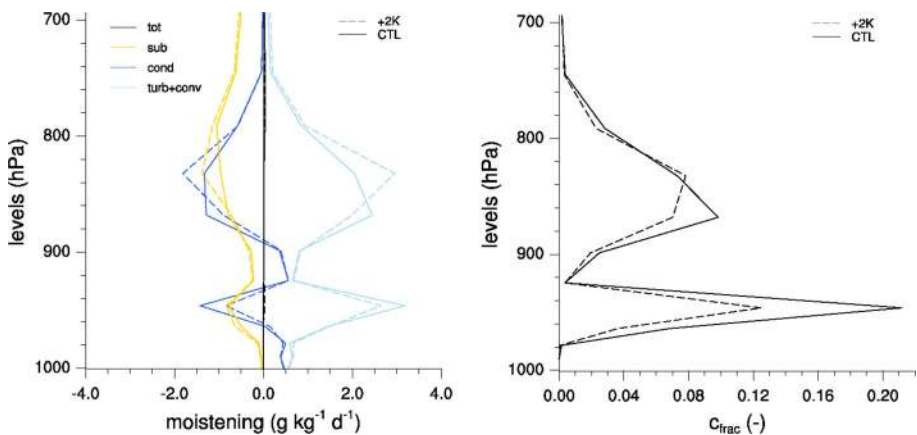 700
800
900
1000
levels (hPa)
tot
sub
cond
turb+conv
+2K
CTL
-4.0
-2.0
0
2.0
4.0
moistening (g kg⁻¹ d⁻¹)
700
800
900
1000
levels (hPa)
+2K
CTL
0.00
0.04
0.08
0.12
0.16
0.20
c_frac (-)